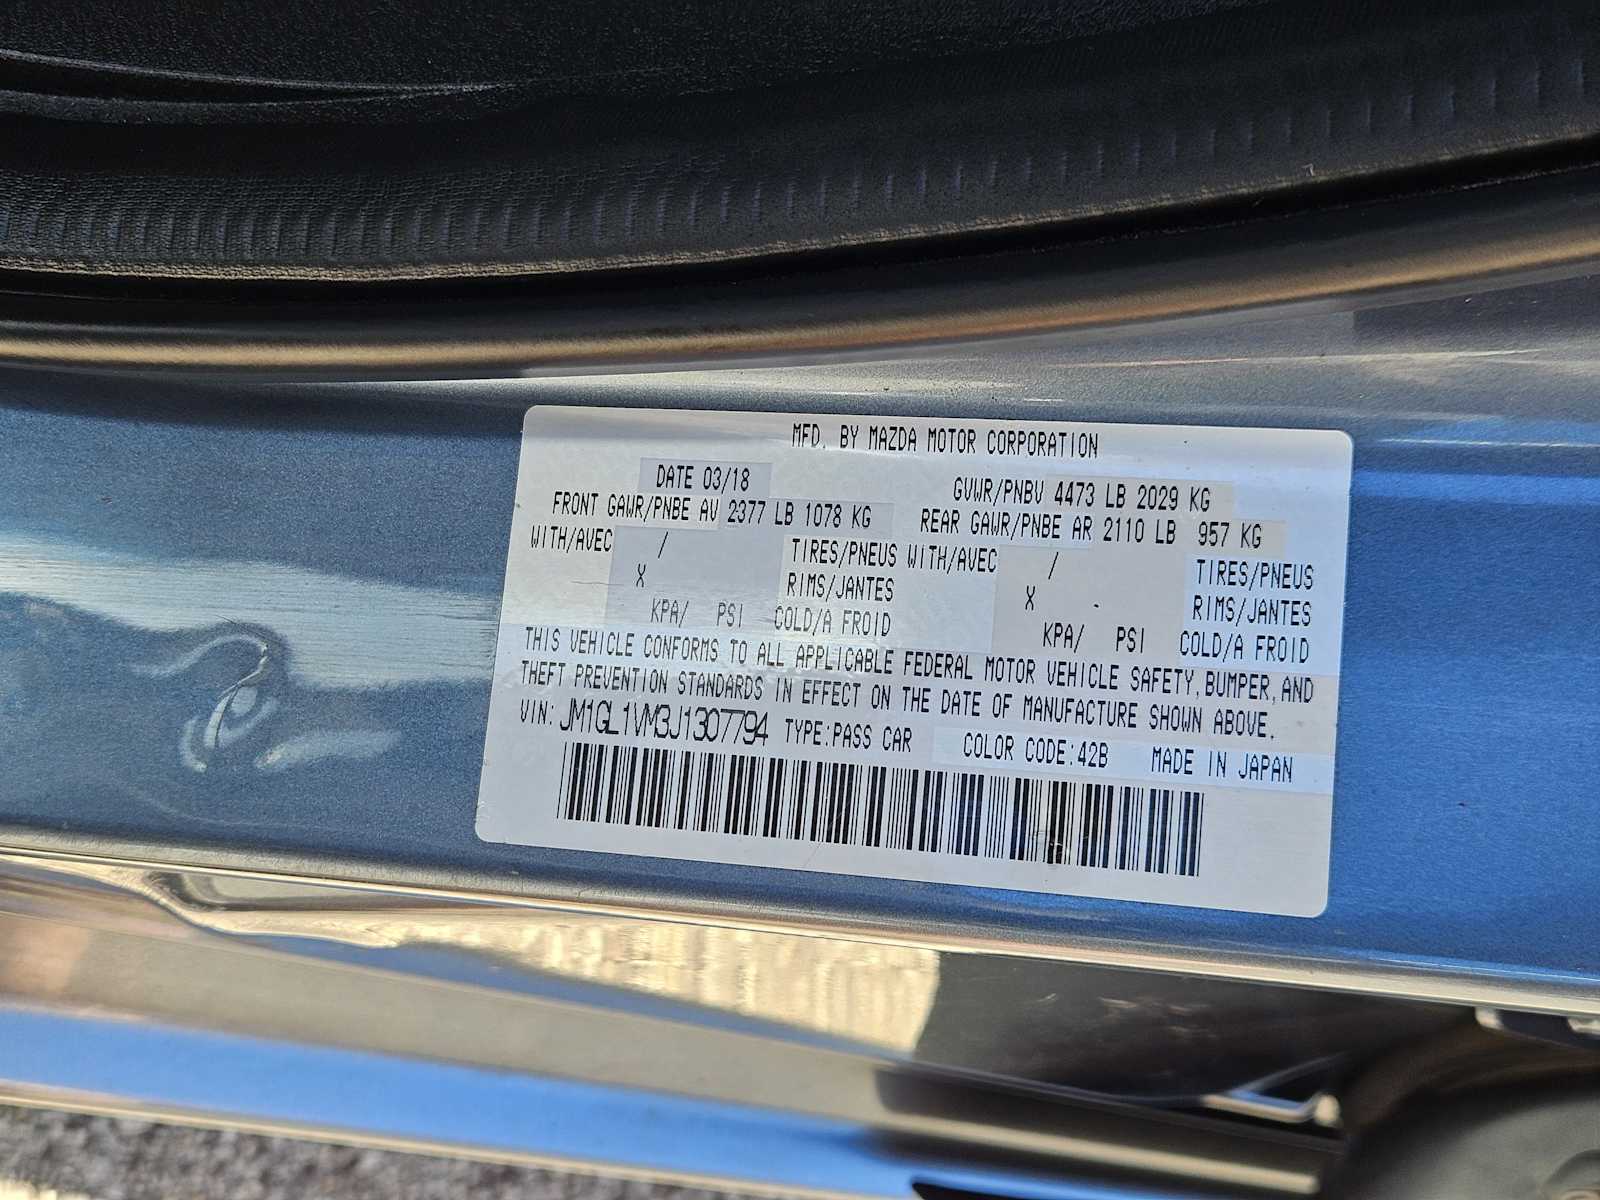 MFD. BY MAZDA MOTOR CORPORATION
DATE 03/18 GVWR/PNBV 4473 LB 2029 KG
FRONT GAWR/PNBE AV 2377 LB 1078 KG REAR GAWR/PNBE AR 2110 LB 957 KG
WITH/AVEC / TIRES/PNEUS WITH/AVEC / TIRES/PNEUS
X RIMS/JANTES X RIMS/JANTES
KPA/ PSI COLD/A FROID KPA/ PSI COLD/A FROID
THIS VEHICLE CONFORMS TO ALL APPLICABLE FEDERAL MOTOR VEHICLE SAFETY, BUMPER, AND
THEFT PREVENTION STANDARDS IN EFFECT ON THE DATE OF MANUFACTURE SHOWN ABOVE.
VIN: JM1GL1VM3J1307794 TYPE:PASS CAR COLOR CODE:42B MADE IN JAPAN